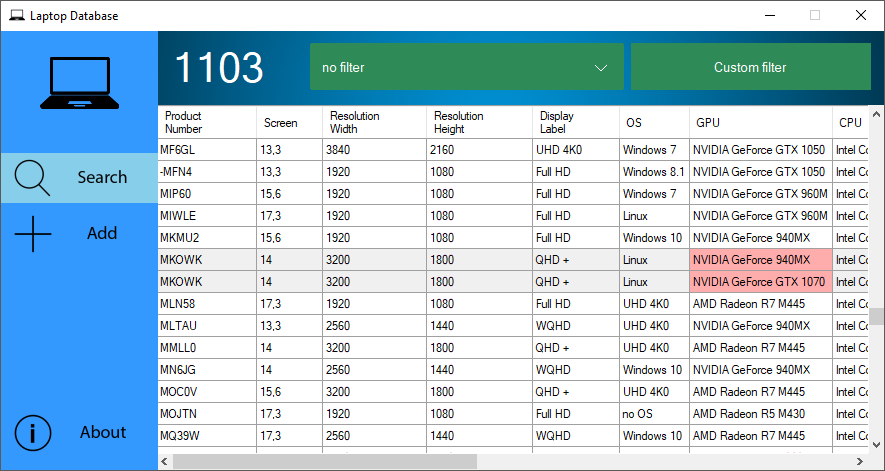 Laptop Database
1103
no filter
Custom filter
Search
Add
About
Product Number Screen Resolution Width Resolution Height Display Label OS GPU CPU
MF6GL 13,3 3840 2160 UHD 4K0 Windows 7 NVIDIA GeForce GTX 1050 Intel Co
-MFN4 13,3 1920 1080 Full HD Windows 8.1 NVIDIA GeForce GTX 1050 Intel Co
MIP60 15,6 1920 1080 Full HD Windows 7 NVIDIA GeForce GTX 960M Intel Co
MIWLE 17,3 1920 1080 Full HD Linux NVIDIA GeForce GTX 960M Intel Co
MKMU2 15,6 1920 1080 Full HD Windows 10 NVIDIA GeForce 940MX Intel Co
MKOWK 14 3200 1800 QHD + Linux NVIDIA GeForce 940MX Intel Co
MKOWK 14 3200 1800 QHD + Linux NVIDIA GeForce GTX 1070 Intel Co
MLN58 17,3 1920 1080 Full HD UHD 4K0 AMD Radeon R7 M445 Intel Co
MLTAU 13,3 2560 1440 WQHD UHD 4K0 NVIDIA GeForce 940MX Intel Co
MMLL0 14 3200 1800 QHD + UHD 4K0 AMD Radeon R7 M445 Intel Co
MN6JG 14 2560 1440 WQHD Windows 10 NVIDIA GeForce 940MX Intel Co
MOC0V 15,6 3200 1800 QHD + UHD 4K0 AMD Radeon R7 M445 Intel Co
MOJTN 17,3 1920 1080 Full HD no OS AMD Radeon R5 M430 Intel Co
MQ39W 17,3 2560 1440 WQHD Windows 10 AMD Radeon R7 M445 Intel Co